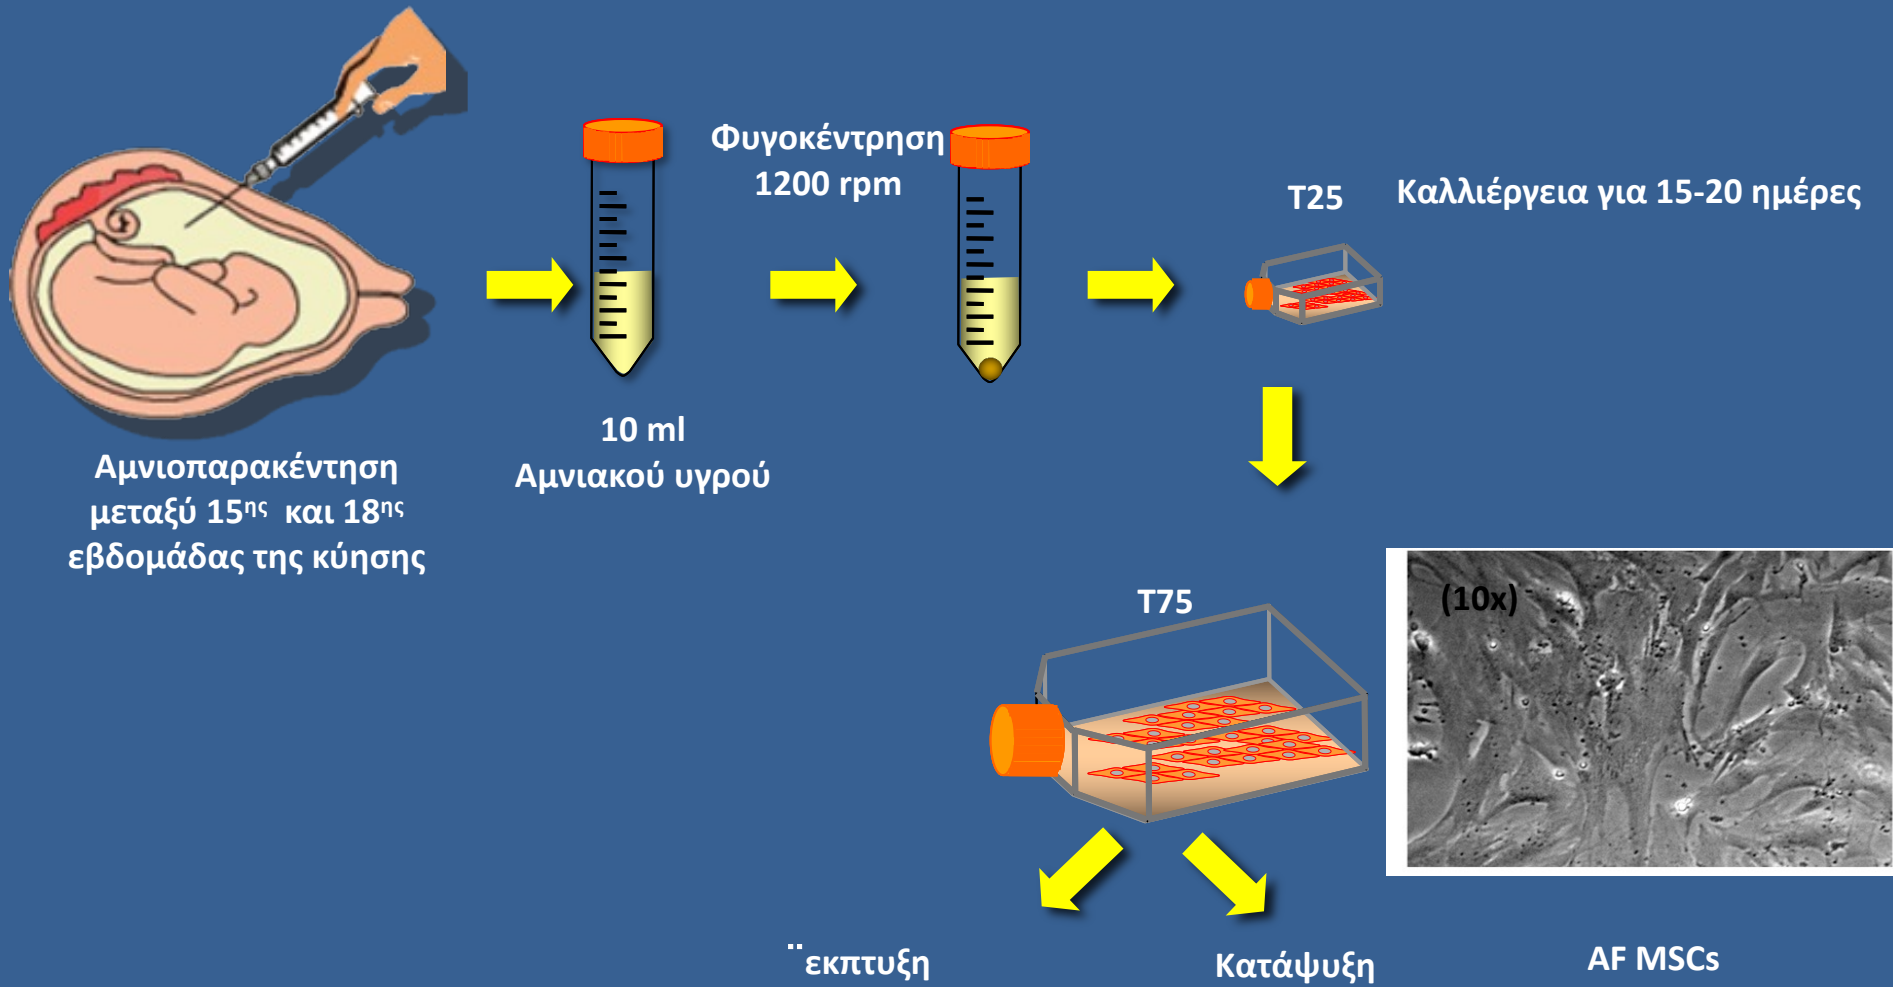 Φυγοκέντρηση
1200 rpm
T25
Καλλιέργεια για 15-20 ημέρες
10 ml
Αμνιακού υγρού
Αμνιοπαρακέντηση
μεταξύ 15ης και 18ης
εβδομάδας της κύησης
T75
(10x)
¨εκπτυξη
Κατάψυξη
AF MSCs